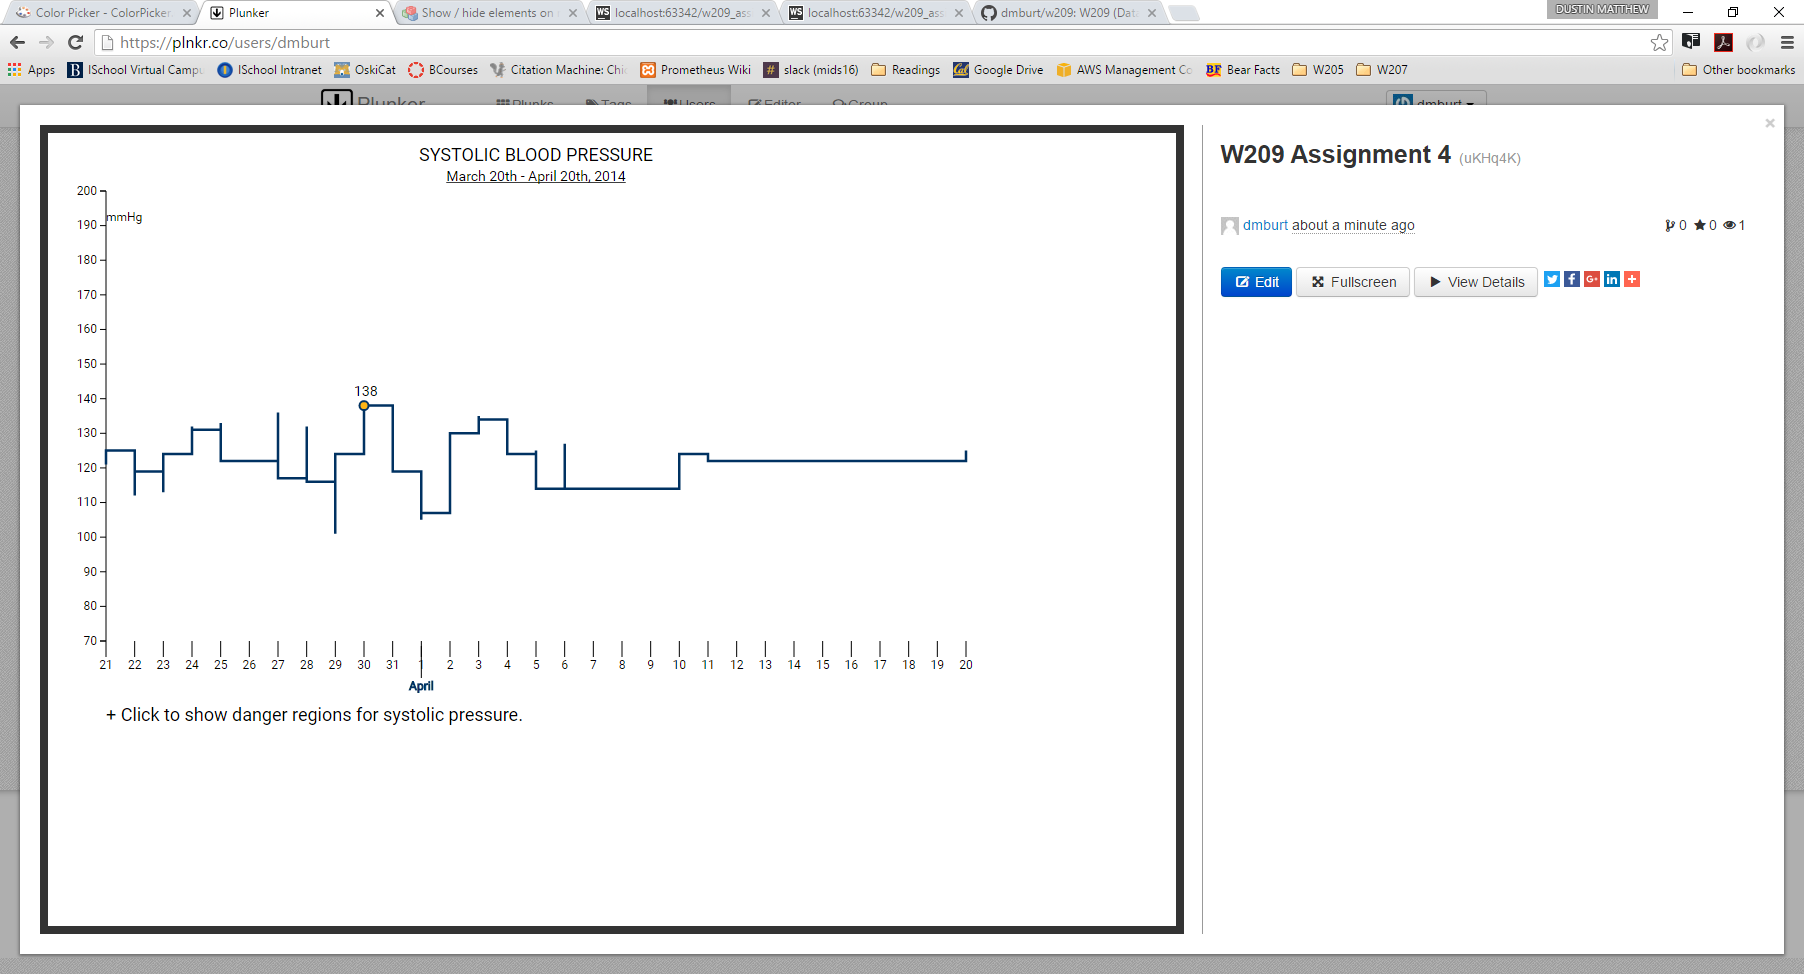 DUSTIN MATTHEW
Color Picker - ColorPicker
Plunker
Show / hide elements on
WS localhost:63342/w209_ass
WS localhost:63342/w209_ass
dmburt/w209: W209 (Dat
https://plnkr.co/users/dmburt
Apps
B ISchool Virtual Campu
ISchool Intranet
OskiCat
BCourses
Citation Machine: Chi
Prometheus Wiki
# slack (mids16)
Readings
Cal Google Drive
AWS Management Co
BF Bear Facts
W205
W207
Other bookmarks
Plunker
Plunks
Tags
Users
Editor
Group
dmburt
SYSTOLIC BLOOD PRESSURE
March 20th - April 20th, 2014
200
mmHg
190
180
170
160
150
140
130
120
110
100
90
80
70
138
21 22 23 24 25 26 27 28 29 30 31 1 2 3 4 5 6 7 8 9 10 11 12 13 14 15 16 17 18 19 20
April
+ Click to show danger regions for systolic pressure.
×
W209 Assignment 4 (uKHq4K)
dmburt about a minute ago
0 0 1
Edit
Fullscreen
View Details
f G+ in +